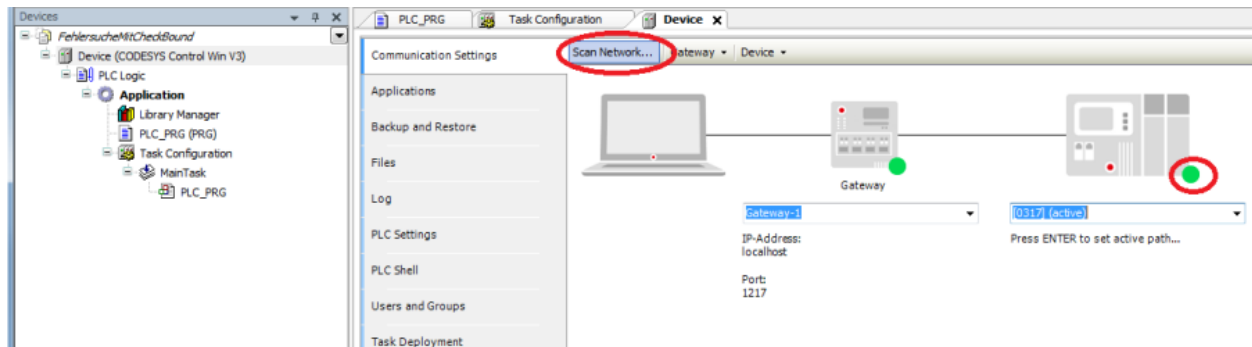 Devices
FehlersucheMitCheckBound
Device (CODESYS Control Win V3)
PLC Logic
Application
Library Manager
PLC_PRG (PRG)
Task Configuration
MainTask
PLC_PRG
PLC_PRG Task Configuration Device
Communication Settings
Applications
Backup and Restore
Files
Log
PLC Settings
PLC Shell
Users and Groups
Task Deployment
Scan Network... Gateway Device
Gateway
Gateway-1
IP-Address:
localhost
Port:
1217
[0317] (active)
Press ENTER to set active path...